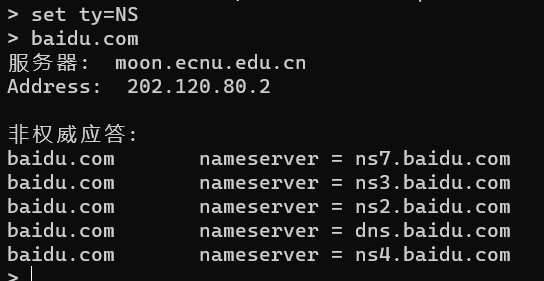 > set ty=NS
> baidu.com
服务器:  moon.ecnu.edu.cn
Address:  202.120.80.2

非权威应答:
baidu.com       nameserver = ns7.baidu.com
baidu.com       nameserver = ns3.baidu.com
baidu.com       nameserver = ns2.baidu.com
baidu.com       nameserver = dns.baidu.com
baidu.com       nameserver = ns4.baidu.com
>